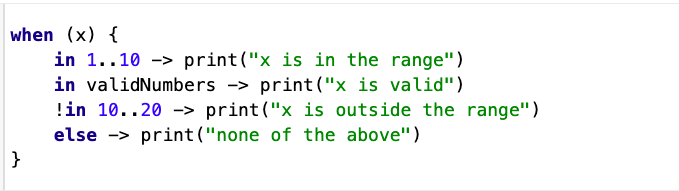 when (x) {
    in 1..10 -> print("x is in the range")
    in validNumbers -> print("x is valid")
    !in 10..20 -> print("x is outside the range")
    else -> print("none of the above")
}